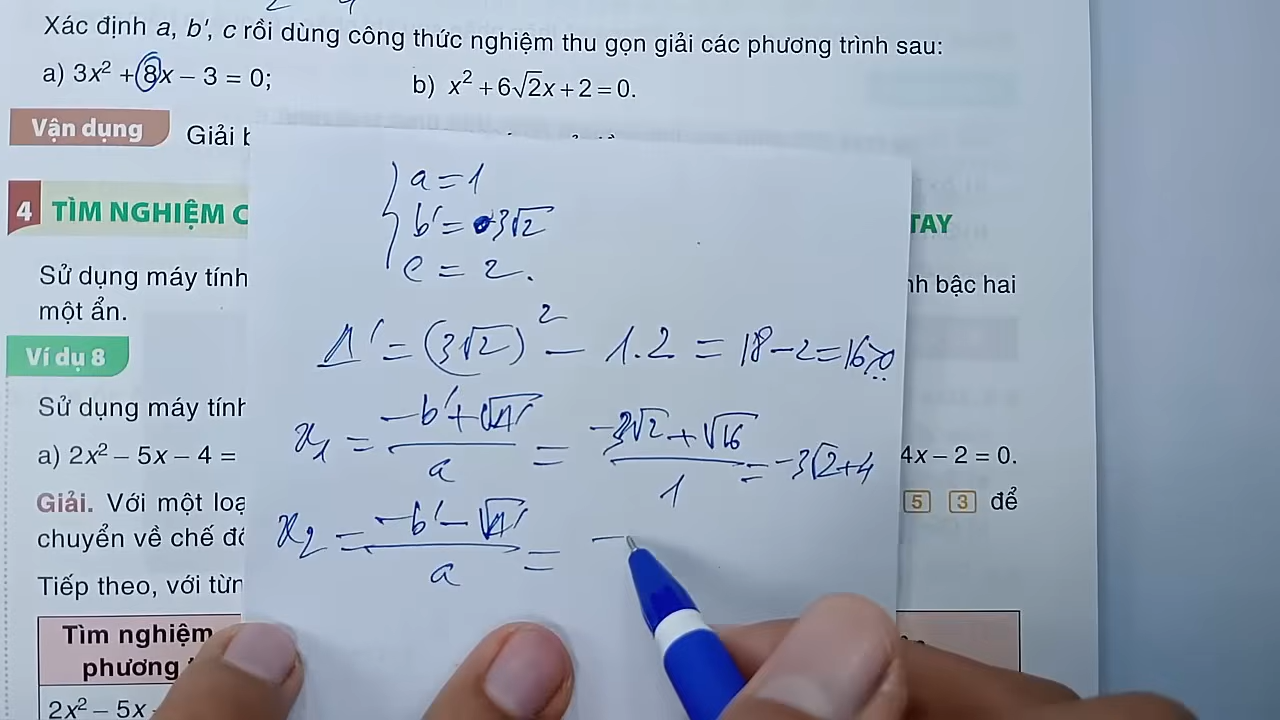 Xác định a, b', c rồi dùng công thức nghiệm thu gọn giải các phương trình sau:
a) 3x² + 8x − 3 = 0; b) x² + 6√2x + 2 = 0.
Vận dụng Giải
4 TÌM NGHIỆM TAY
Sử dụng máy tính bậc hai
một ẩn.
Ví dụ 8
Sử dụng máy tính
a) 2x² − 5x − 4 = 4x − 2 = 0.
Giải. Với một 5 3 để
chuyển về chế
Tiếp theo, với từn
Tìm nghiệm
phương
2x² − 5x
a = 1
b' = 3√2
c = 2.
Δ' = (3√2)² − 1.2 = 18 − 2 = 16 > 0
x₁ = (−b' + √Δ')/a = (−3√2 + √16)/1 = −3√2 + 4
x₂ = (−b' − √Δ')/a = −